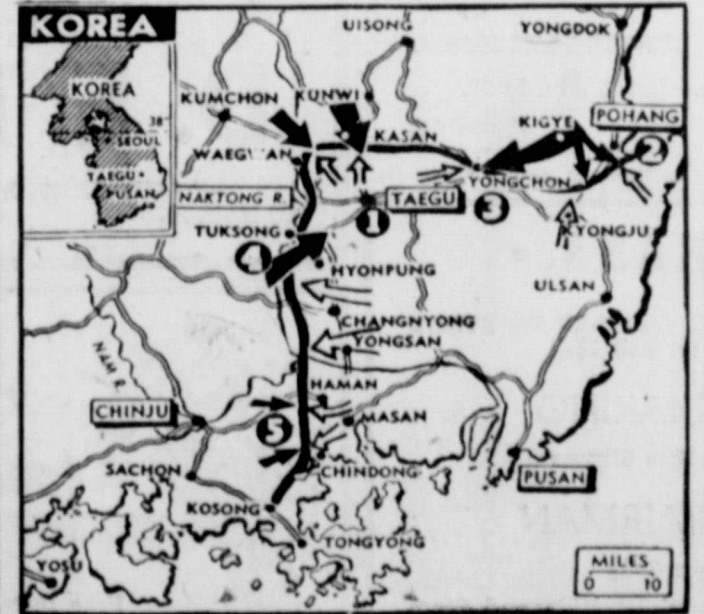 KOREA
KOREA
38°
SEOUL
TAEGU
PUSAN
UISONG
YONGDOK
KUMCHON
KUNWI
KASAN
KIGYE
POHANG
WAEGWAN
2
NAKTONG R.
1
TAEGU
YONGCHON
3
KYONGJU
TUKSONG
4
HYONPUNG
ULSAN
CHANGNYONG
YONGSAN
NAM R.
HAMAN
CHINJU
5
MASAN
SACHON
CHINDONG
PUSAN
KOSONG
TONGYONG
YOSU
MILES
0 10